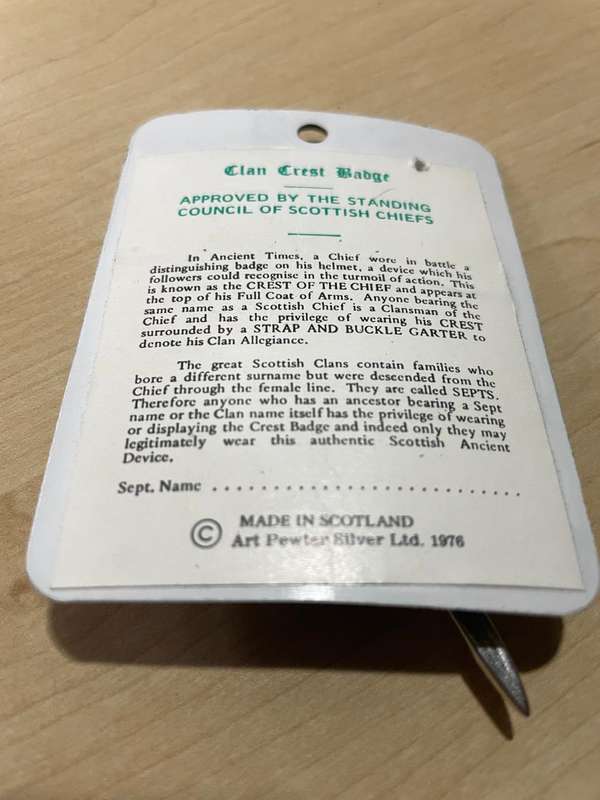 Clan Crest Badge
APPROVED BY THE STANDING
COUNCIL OF SCOTTISH CHIEFS
In Ancient Times, a Chief wore in battle a
distinguishing badge on his helmet, a device which his
followers could recognise in the turmoil of action. This
is known as the CREST OF THE CHIEF and appears at
the top of his Full Coat of Arms. Anyone bearing the
same name as a Scottish Chief is a Clansman of the
Chief and has the privilege of wearing his CREST
surrounded by a STRAP AND BUCKLE GARTER to
denote his Clan Allegiance.
The great Scottish Clans contain families who
bore a different surname but were descended from the
Chief through the female line. They are called SEPTS.
Therefore anyone who has an ancestor bearing a Sept
name or the Clan name itself has the privilege of wearing
or displaying the Crest Badge and indeed only they may
legitimately wear this authentic Scottish Ancient
Device.
Sept. Name ............................
© MADE IN SCOTLAND
Art Pewter Silver Ltd. 1976